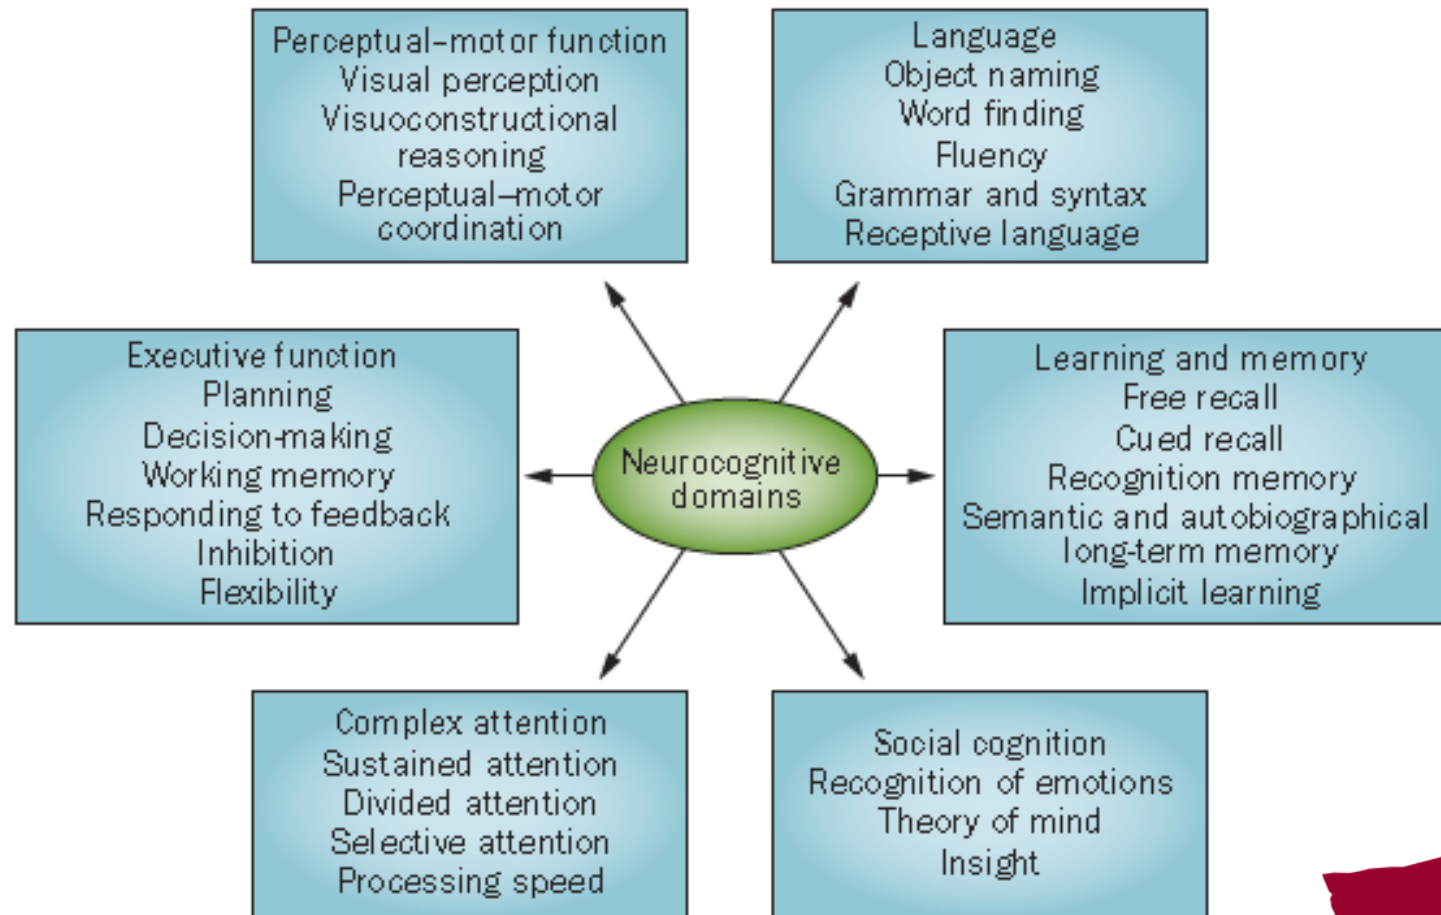 Perceptual–motor function
Visual perception
Visuoconstructional
reasoning
Perceptual–motor
coordination
Language
Object naming
Word finding
Fluency
Grammar and syntax
Receptive language
Executive function
Planning
Decision-making
Working memory
Responding to feedback
Inhibition
Flexibility
Neurocognitive
domains
Learning and memory
Free recall
Cued recall
Recognition memory
Semantic and autobiographical
long-term memory
Implicit learning
Complex attention
Sustained attention
Divided attention
Selective attention
Processing speed
Social cognition
Recognition of emotions
Theory of mind
Insight